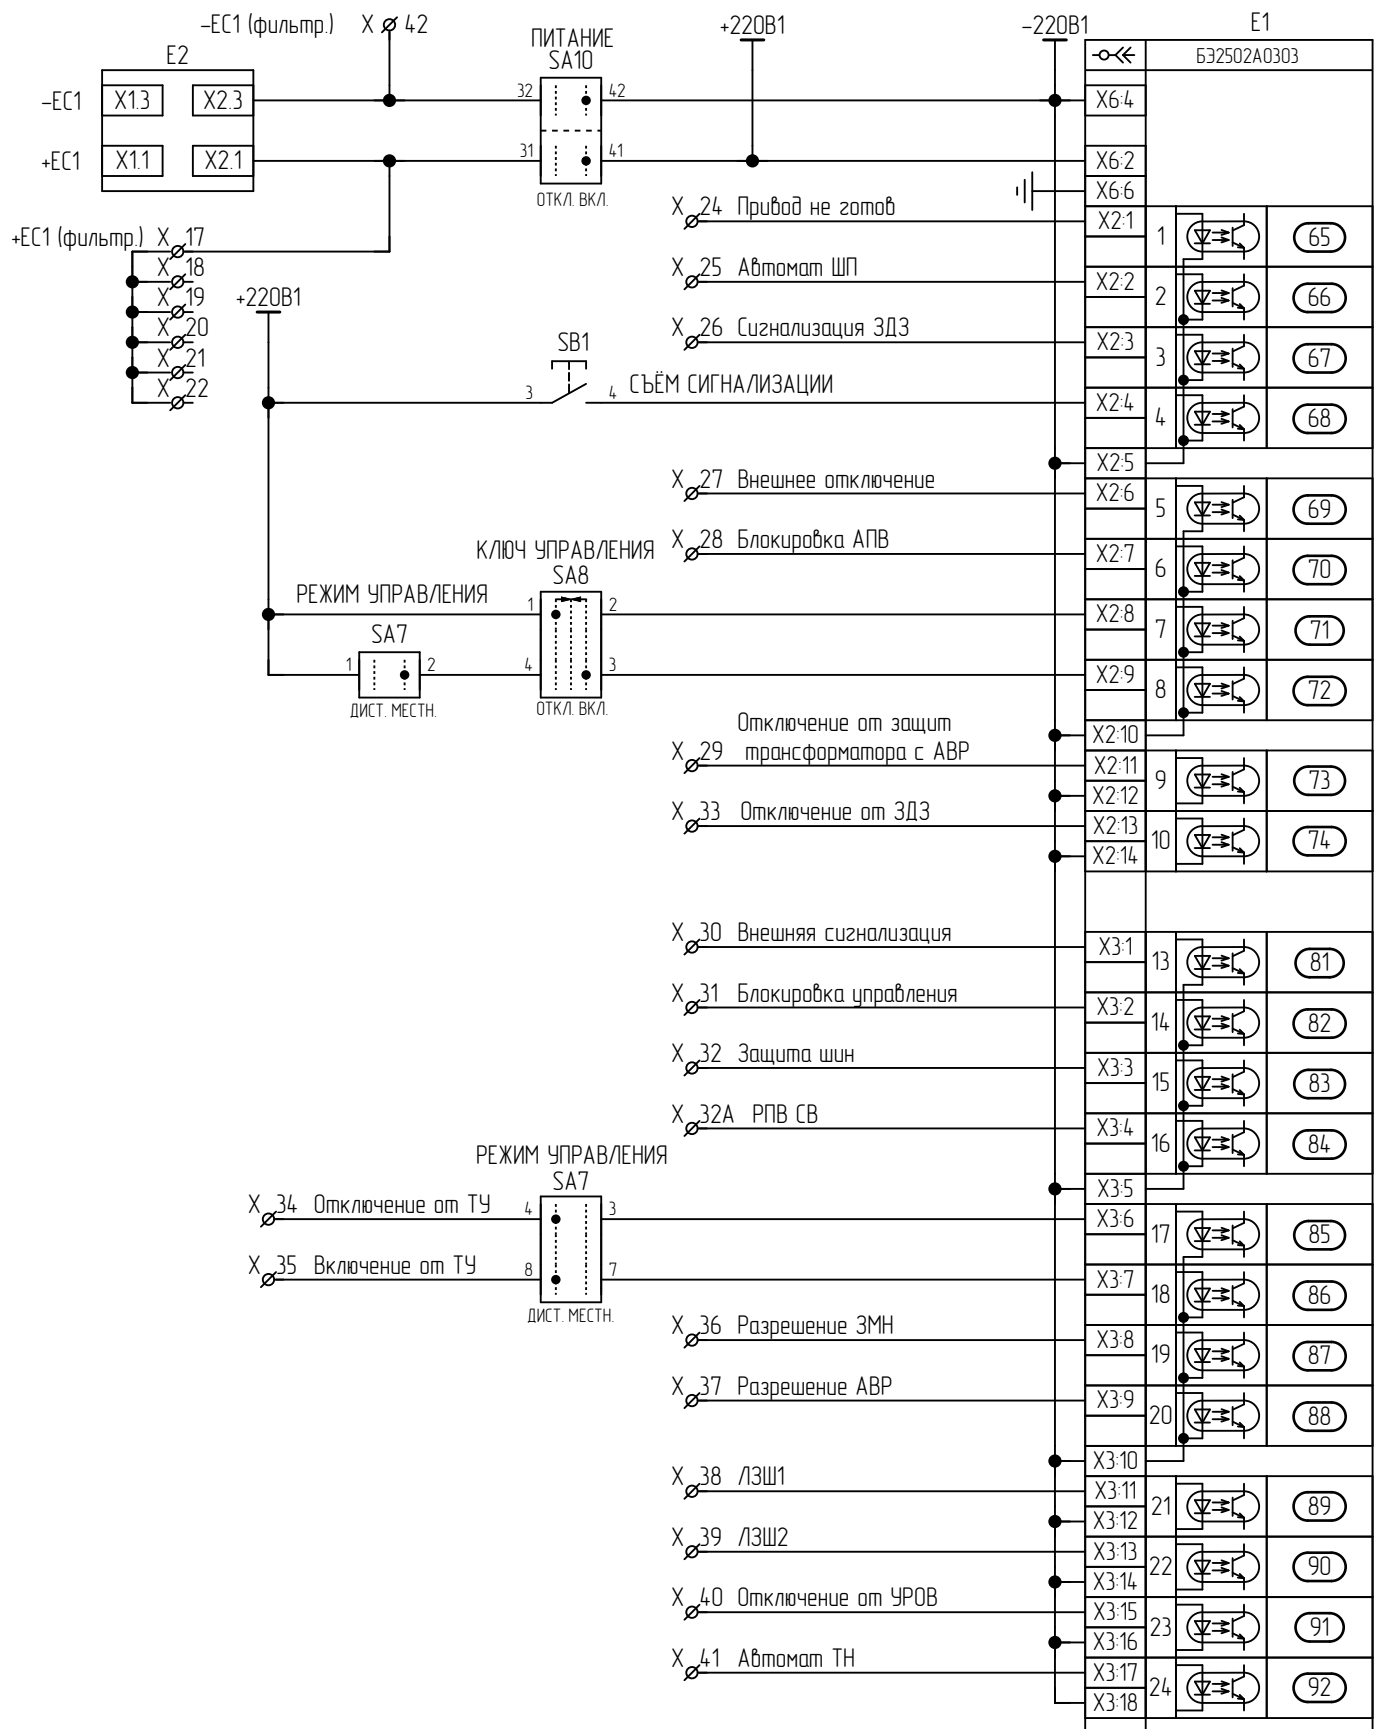 –ЕС1 (фильтр.) X 42
+220В1
–220В1
E1
E2
ПИТАНИЕ
SA10
БЭ2502А0303
–ЕС1 X1.3 X2.3 32 42 X6:4
+ЕС1 X1.1 X2.1 31 41 X6:2
ОТКЛ. ВКЛ.
X6:6
X 24 Привод не готов X2:1 1 65
+ЕС1 (фильтр.) X 17
X 18
X 19
X 20
X 21
X 22
+220В1
X 25 Автомат ШП X2:2 2 66
X 26 Сигнализация ЗДЗ X2:3 3 67
SB1
3 4 СЪЁМ СИГНАЛИЗАЦИИ X2:4 4 68
X2:5
X 27 Внешнее отключение X2:6 5 69
X 28 Блокировка АПВ X2:7 6 70
КЛЮЧ УПРАВЛЕНИЯ
SA8
РЕЖИМ УПРАВЛЕНИЯ 1 2 X2:8 7 71
SA7
1 2 4 3 X2:9 8 72
ДИСТ. МЕСТН.
ОТКЛ. ВКЛ.
X2:10
Отключение от защит
X 29 трансформатора с АВР X2:11 9 73
X2:12
X 33 Отключение от ЗДЗ X2:13 10 74
X2:14
X 30 Внешняя сигнализация X3:1 13 81
X 31 Блокировка управления X3:2 14 82
X 32 Защита шин X3:3 15 83
X 32А РПВ СВ X3:4 16 84
X3:5
РЕЖИМ УПРАВЛЕНИЯ
SA7
X 34 Отключение от ТУ 4 3 X3:6 17 85
X 35 Включение от ТУ 8 7 X3:7 18 86
ДИСТ. МЕСТН.
X 36 Разрешение ЗМН X3:8 19 87
X 37 Разрешение АВР X3:9 20 88
X3:10
X 38 ЛЗШ1 X3:11 21 89
X3:12
X 39 ЛЗШ2 X3:13 22 90
X3:14
X 40 Отключение от УРОВ X3:15 23 91
X3:16
X 41 Автомат ТН X3:17 24 92
X3:18